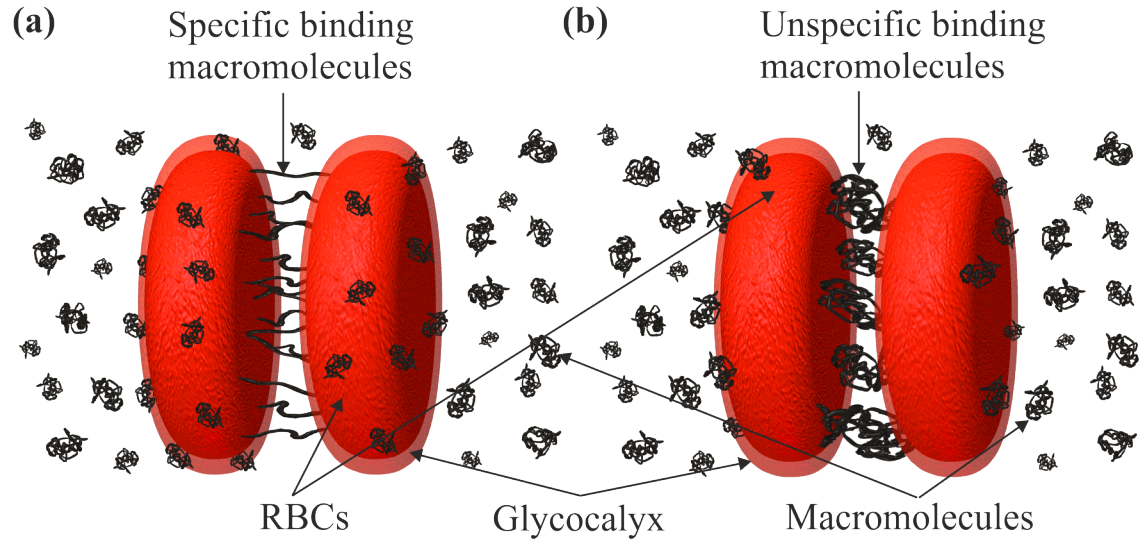 (a)
Specific binding
macromolecules
(b)
Unspecific binding
macromolecules
RBCs
Glycocalyx
Macromolecules